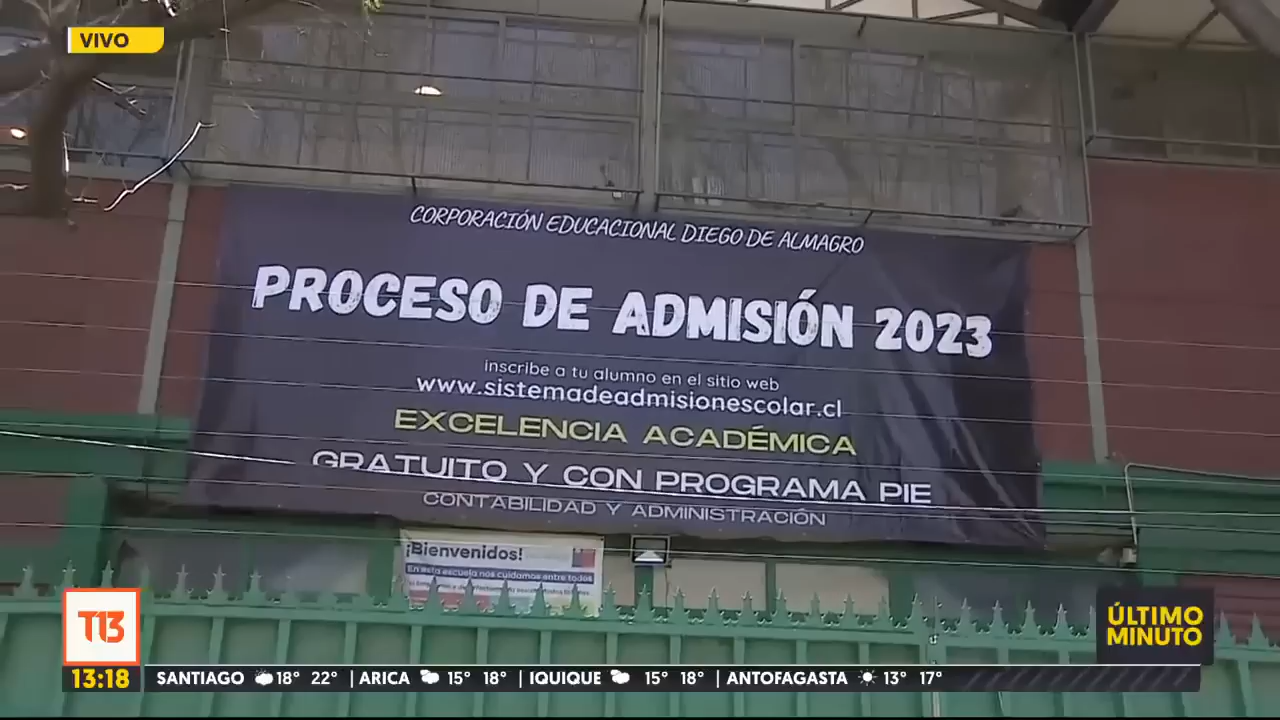 VIVO
CORPORACIÓN EDUCACIONAL DIEGO DE ALMAGRO
PROCESO DE ADMISIÓN 2023
inscribe a tu alumno en el sitio web
www.sistemadeadmisionescolar.cl
EXCELENCIA ACADÉMICA
GRATUITO Y CON PROGRAMA PIE
CONTABILIDAD Y ADMINISTRACIÓN
¡Bienvenidos!
En esta escuela nos cuidamos entre todos
T13
ÚLTIMO
MINUTO
13:18 SANTIAGO 18° 22° | ARICA 15° 18° | IQUIQUE 15° 18° | ANTOFAGASTA 13° 17°